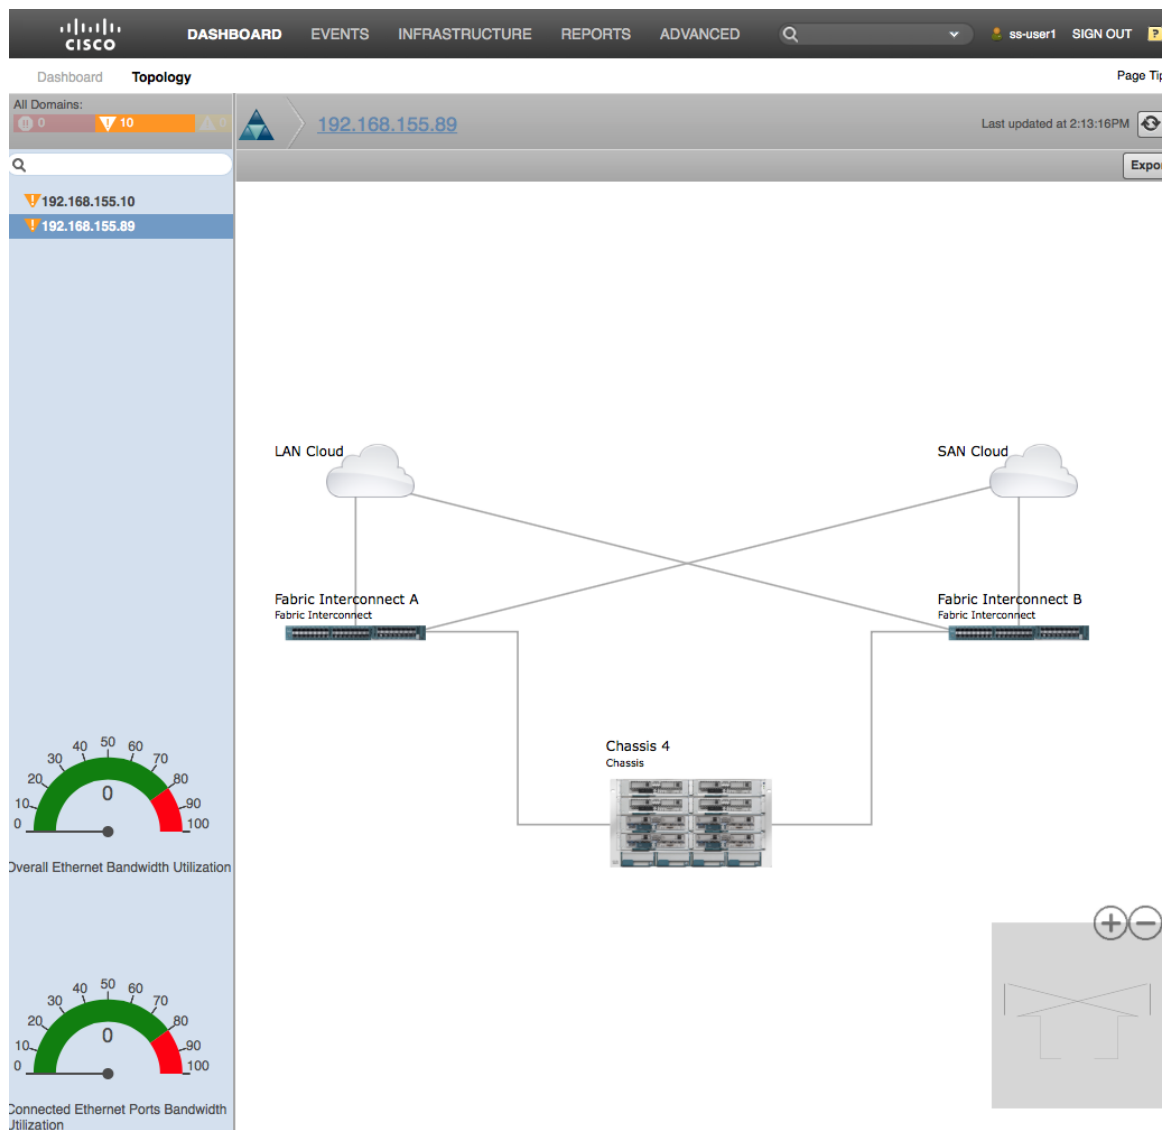 CISCO
DASHBOARD EVENTS INFRASTRUCTURE REPORTS ADVANCED ss-user1 SIGN OUT ?
Dashboard Topology Page Tip
All Domains:
0 10 0
192.168.155.89
Last updated at 2:13:16PM
Expor
192.168.155.10
192.168.155.89
LAN Cloud
SAN Cloud
Fabric Interconnect A
Fabric Interconnect
Fabric Interconnect B
Fabric Interconnect
Chassis 4
Chassis
0 10 20 30 40 50 60 70 80 90 100
0
Overall Ethernet Bandwidth Utilization
0 10 20 30 40 50 60 70 80 90 100
0
Connected Ethernet Ports Bandwidth
Utilization